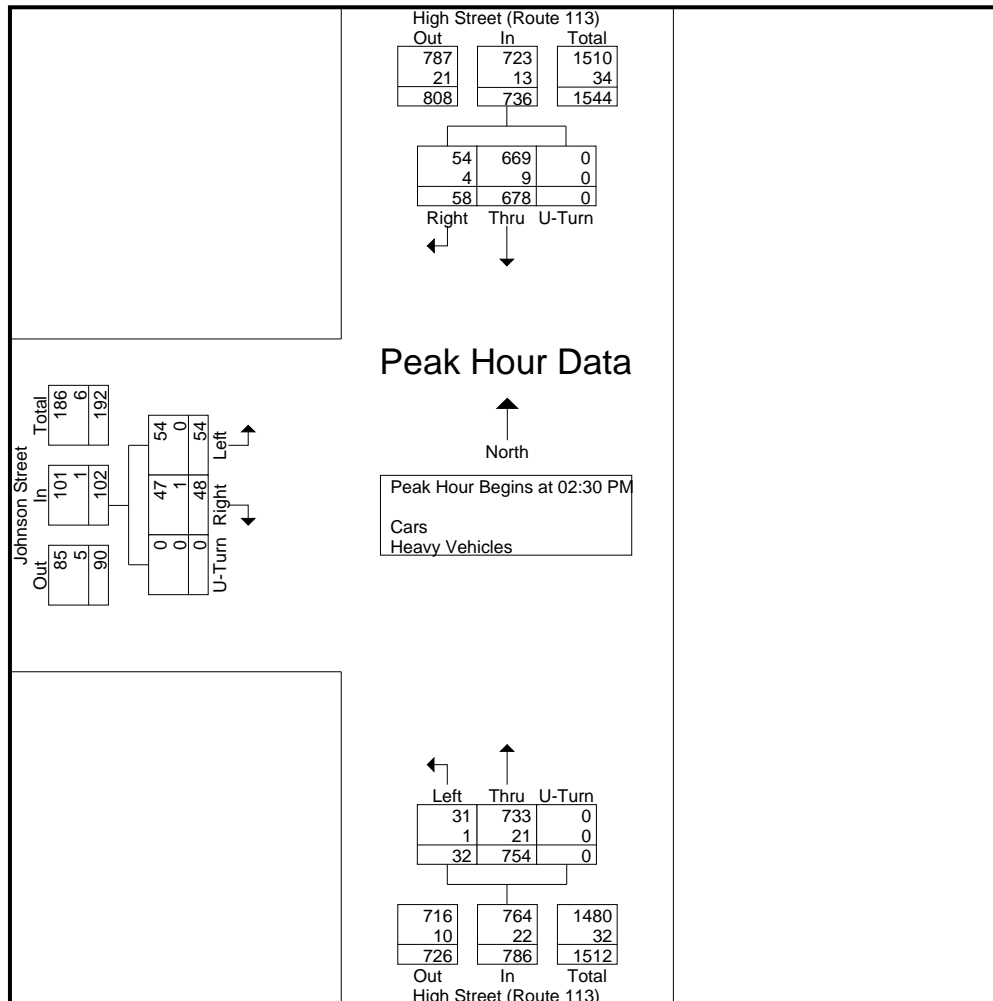 High Street (Route 113)
Out In Total
787 723 1510
21 13 34
808 736 1544
54 669 0
4 9 0
58 678 0
Right Thru U-Turn
Peak Hour Data
North
Peak Hour Begins at 02:30 PM
Cars
Heavy Vehicles
Johnson Street
Out In Total
85 101 186
5 1 6
90 102 192
0 47 54
0 1 0
0 48 54
U-Turn Right Left
Left Thru U-Turn
31 733 0
1 21 0
32 754 0
716 764 1480
10 22 32
726 786 1512
Out In Total
High Street (Route 113)